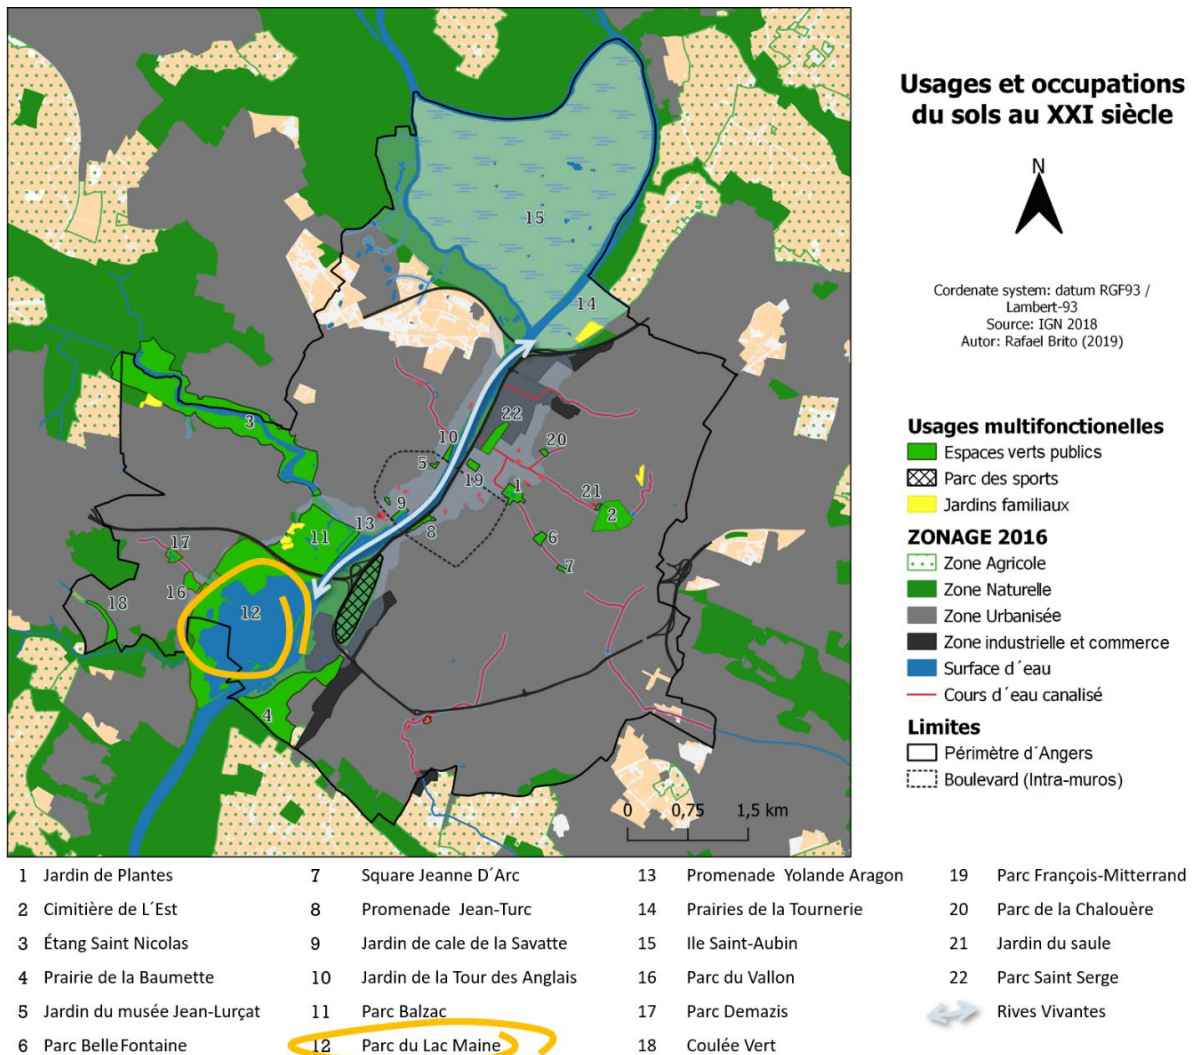 Usages et occupations
du sols au XXI siècle
N
Cordenate system: datum RGF93 /
Lambert-93
Source: IGN 2018
Autor: Rafael Brito (2019)
Usages multifonctionelles
Espaces verts publics
Parc des sports
Jardins familiaux
ZONAGE 2016
Zone Agricole
Zone Naturelle
Zone Urbanisée
Zone industrielle et commerce
Surface d´eau
Cours d´eau canalisé
Limites
Périmètre d´Angers
Boulevard (Intra-muros)
15
14
3
22
10
20
5
19
1
21
2
9
8
13
11
6
7
17
16
12
18
4
0 0,75 1,5 km
1 Jardin de Plantes
2 Cimitière de L´Est
3 Étang Saint Nicolas
4 Prairie de la Baumette
5 Jardin du musée Jean-Lurçat
6 Parc Belle Fontaine
7 Square Jeanne D´Arc
8 Promenade Jean-Turc
9 Jardin de cale de la Savatte
10 Jardin de la Tour des Anglais
11 Parc Balzac
12 Parc du Lac Maine
13 Promenade Yolande Aragon
14 Prairies de la Tournerie
15 Ile Saint-Aubin
16 Parc du Vallon
17 Parc Demazis
18 Coulée Vert
19 Parc François-Mitterrand
20 Parc de la Chalouère
21 Jardin du saule
22 Parc Saint Serge
Rives Vivantes